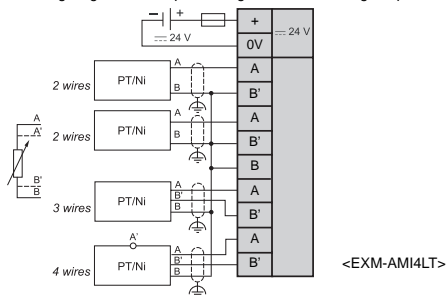 − +
24 V
+
24 V
0V
2 wires
PT/Ni
A
B
A
B'
2 wires
PT/Ni
A
B
A
B'
B
A
A'
B'
B
3 wires
PT/Ni
A
B'
B
A
B'
4 wires
A'
PT/Ni
A
B'
B
A
B'
<EXM-AMI4LT>